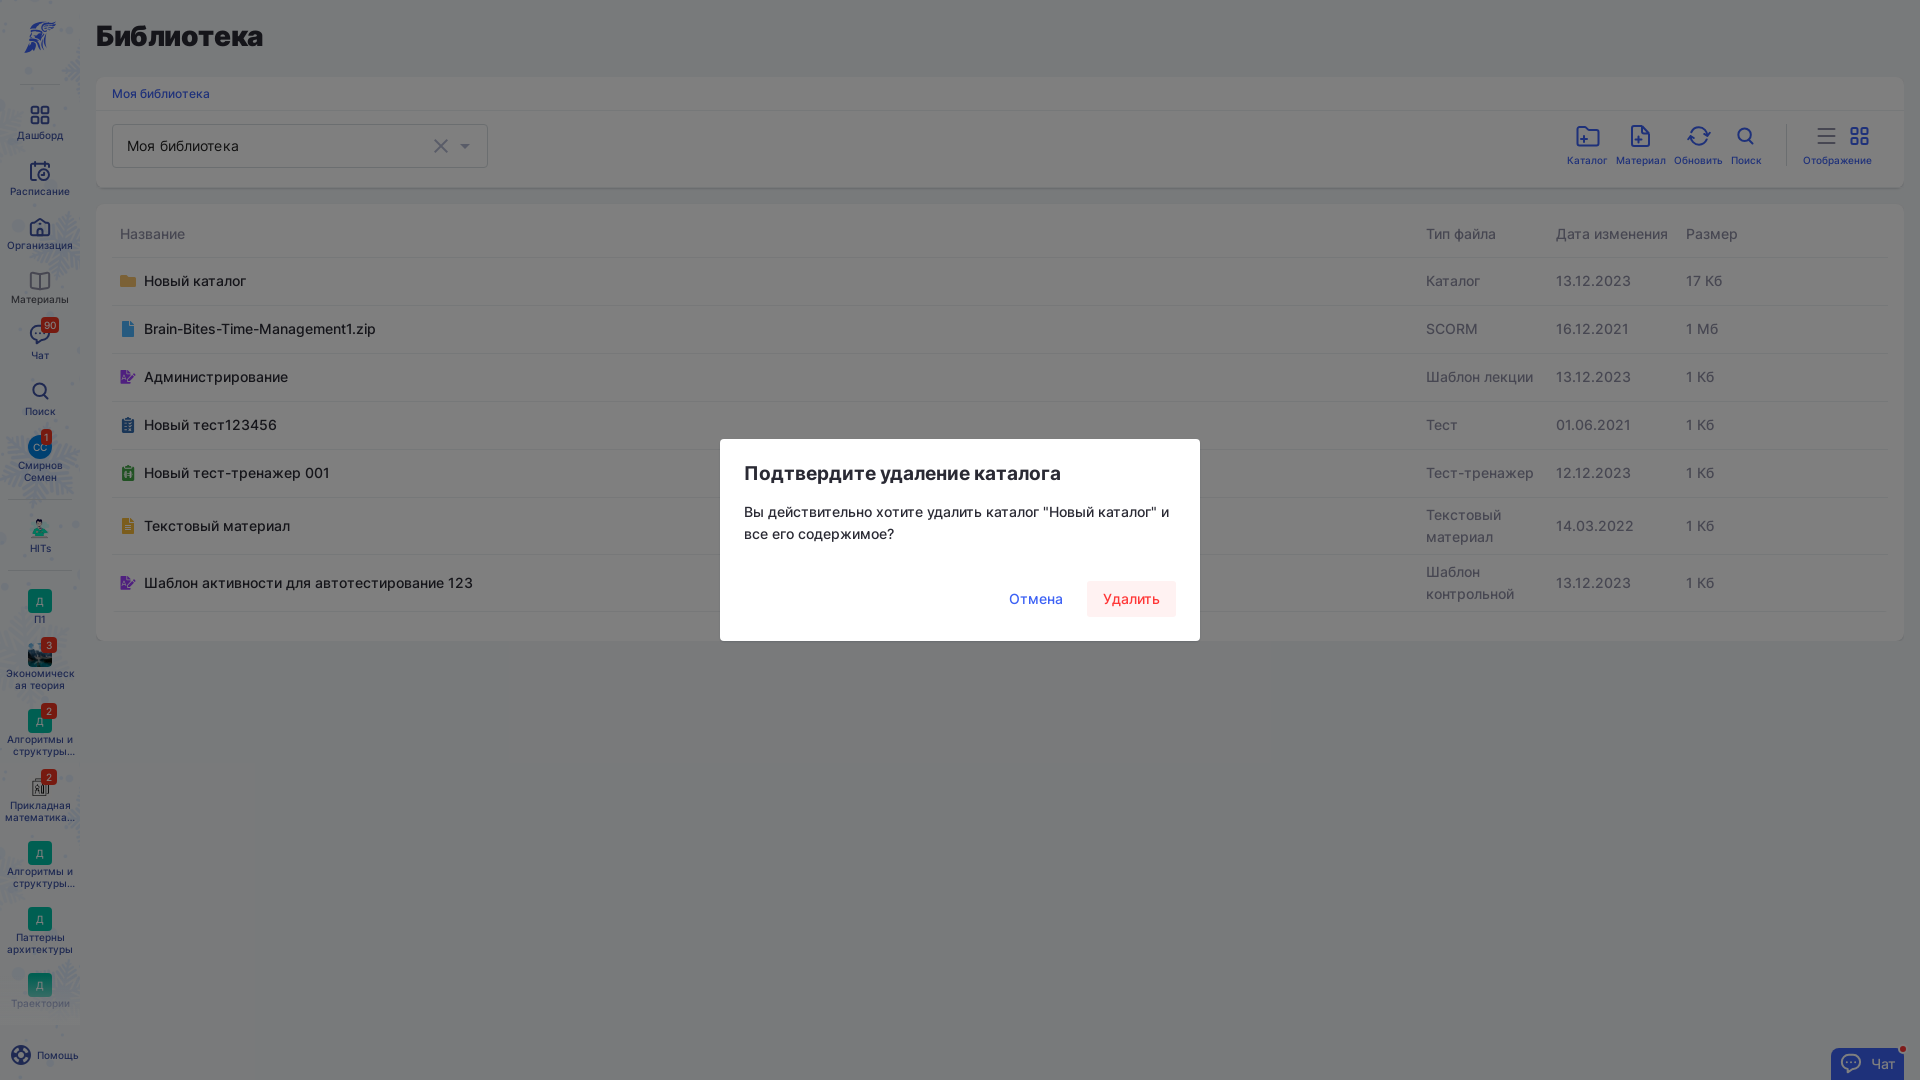 Библиотека
Моя библиотека
Моя библиотека
Каталог
Материал
Обновить
Поиск
Отображение
Название
Тип файла
Дата изменения
Размер
Новый каталог
Каталог
13.12.2023
17 Кб
Brain-Bites-Time-Management1.zip
SCORM
16.12.2021
1 Мб
Администрирование
Шаблон лекции
13.12.2023
1 Кб
Новый тест123456
Тест
01.06.2021
1 Кб
Новый тест-тренажер 001
Тест-тренажер
12.12.2023
1 Кб
Текстовый материал
Текстовый
материал
14.03.2022
1 Кб
Шаблон активности для автотестирование 123
Шаблон
контрольной
13.12.2023
1 Кб
Подтвердите удаление каталога
Вы действительно хотите удалить каталог "Новый каталог" и
все его содержимое?
Отмена
Удалить
Дашборд
Расписание
Организация
Материалы
90
Чат
Поиск
СС
1
Смирнов
Семен
HITs
Д
П1
3
Экономическ
ая теория
Д
2
Алгоритмы и
структуры...
2
Прикладная
математика...
Д
Алгоритмы и
структуры...
Д
Паттерны
архитектуры
Д
Траектории
Помощь
Чат